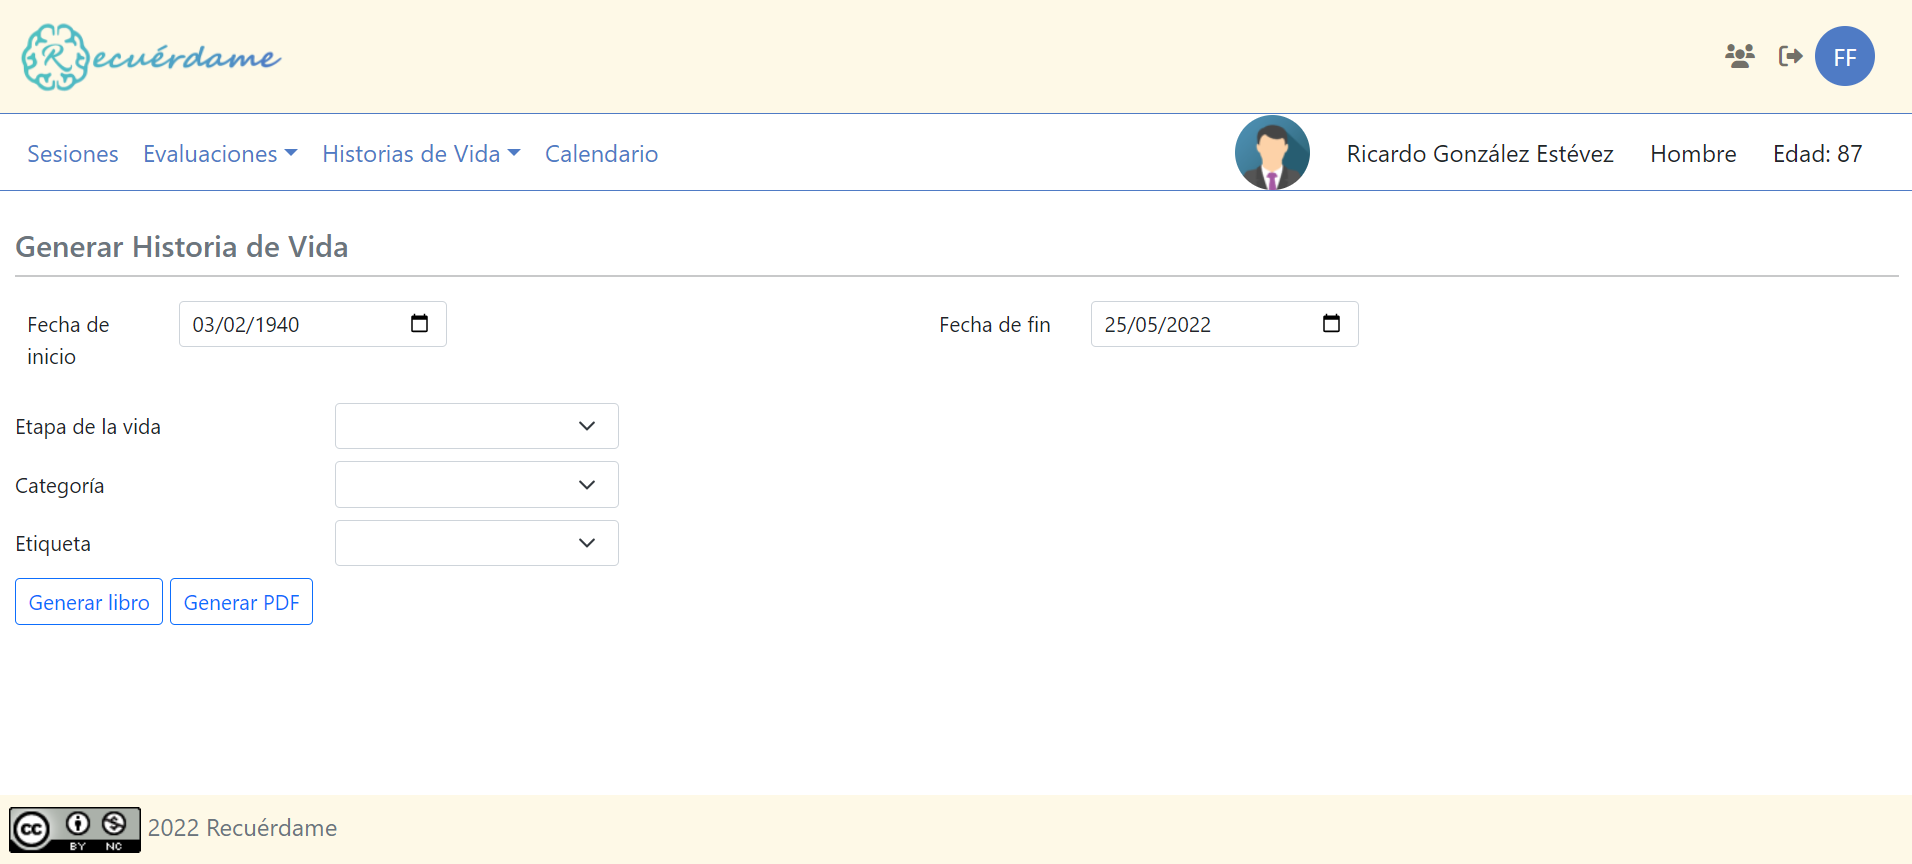 Recuérdame
FF
Sesiones Evaluaciones Historias de Vida Calendario Ricardo González Estévez Hombre Edad: 87
Generar Historia de Vida
Fecha de inicio 03/02/1940 Fecha de fin 25/05/2022
Etapa de la vida
Categoría
Etiqueta
Generar libro Generar PDF
cc BY NC 2022 Recuérdame